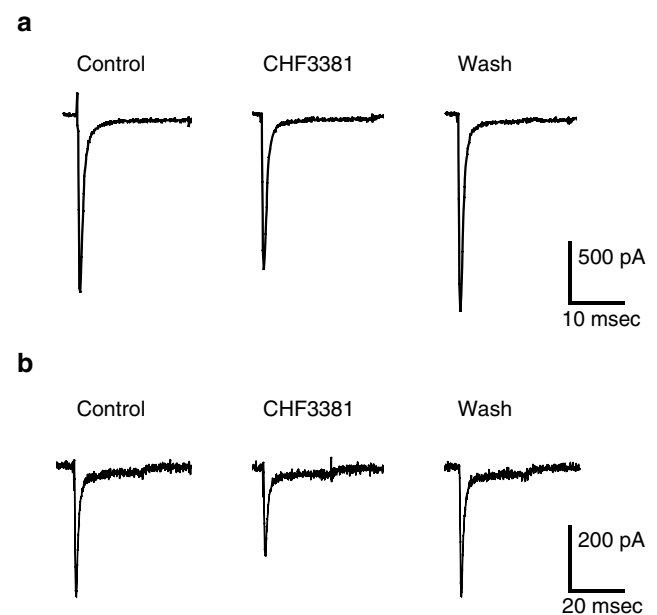 a
Control CHF3381 Wash
500 pA
10 msec
b
Control CHF3381 Wash
200 pA
20 msec